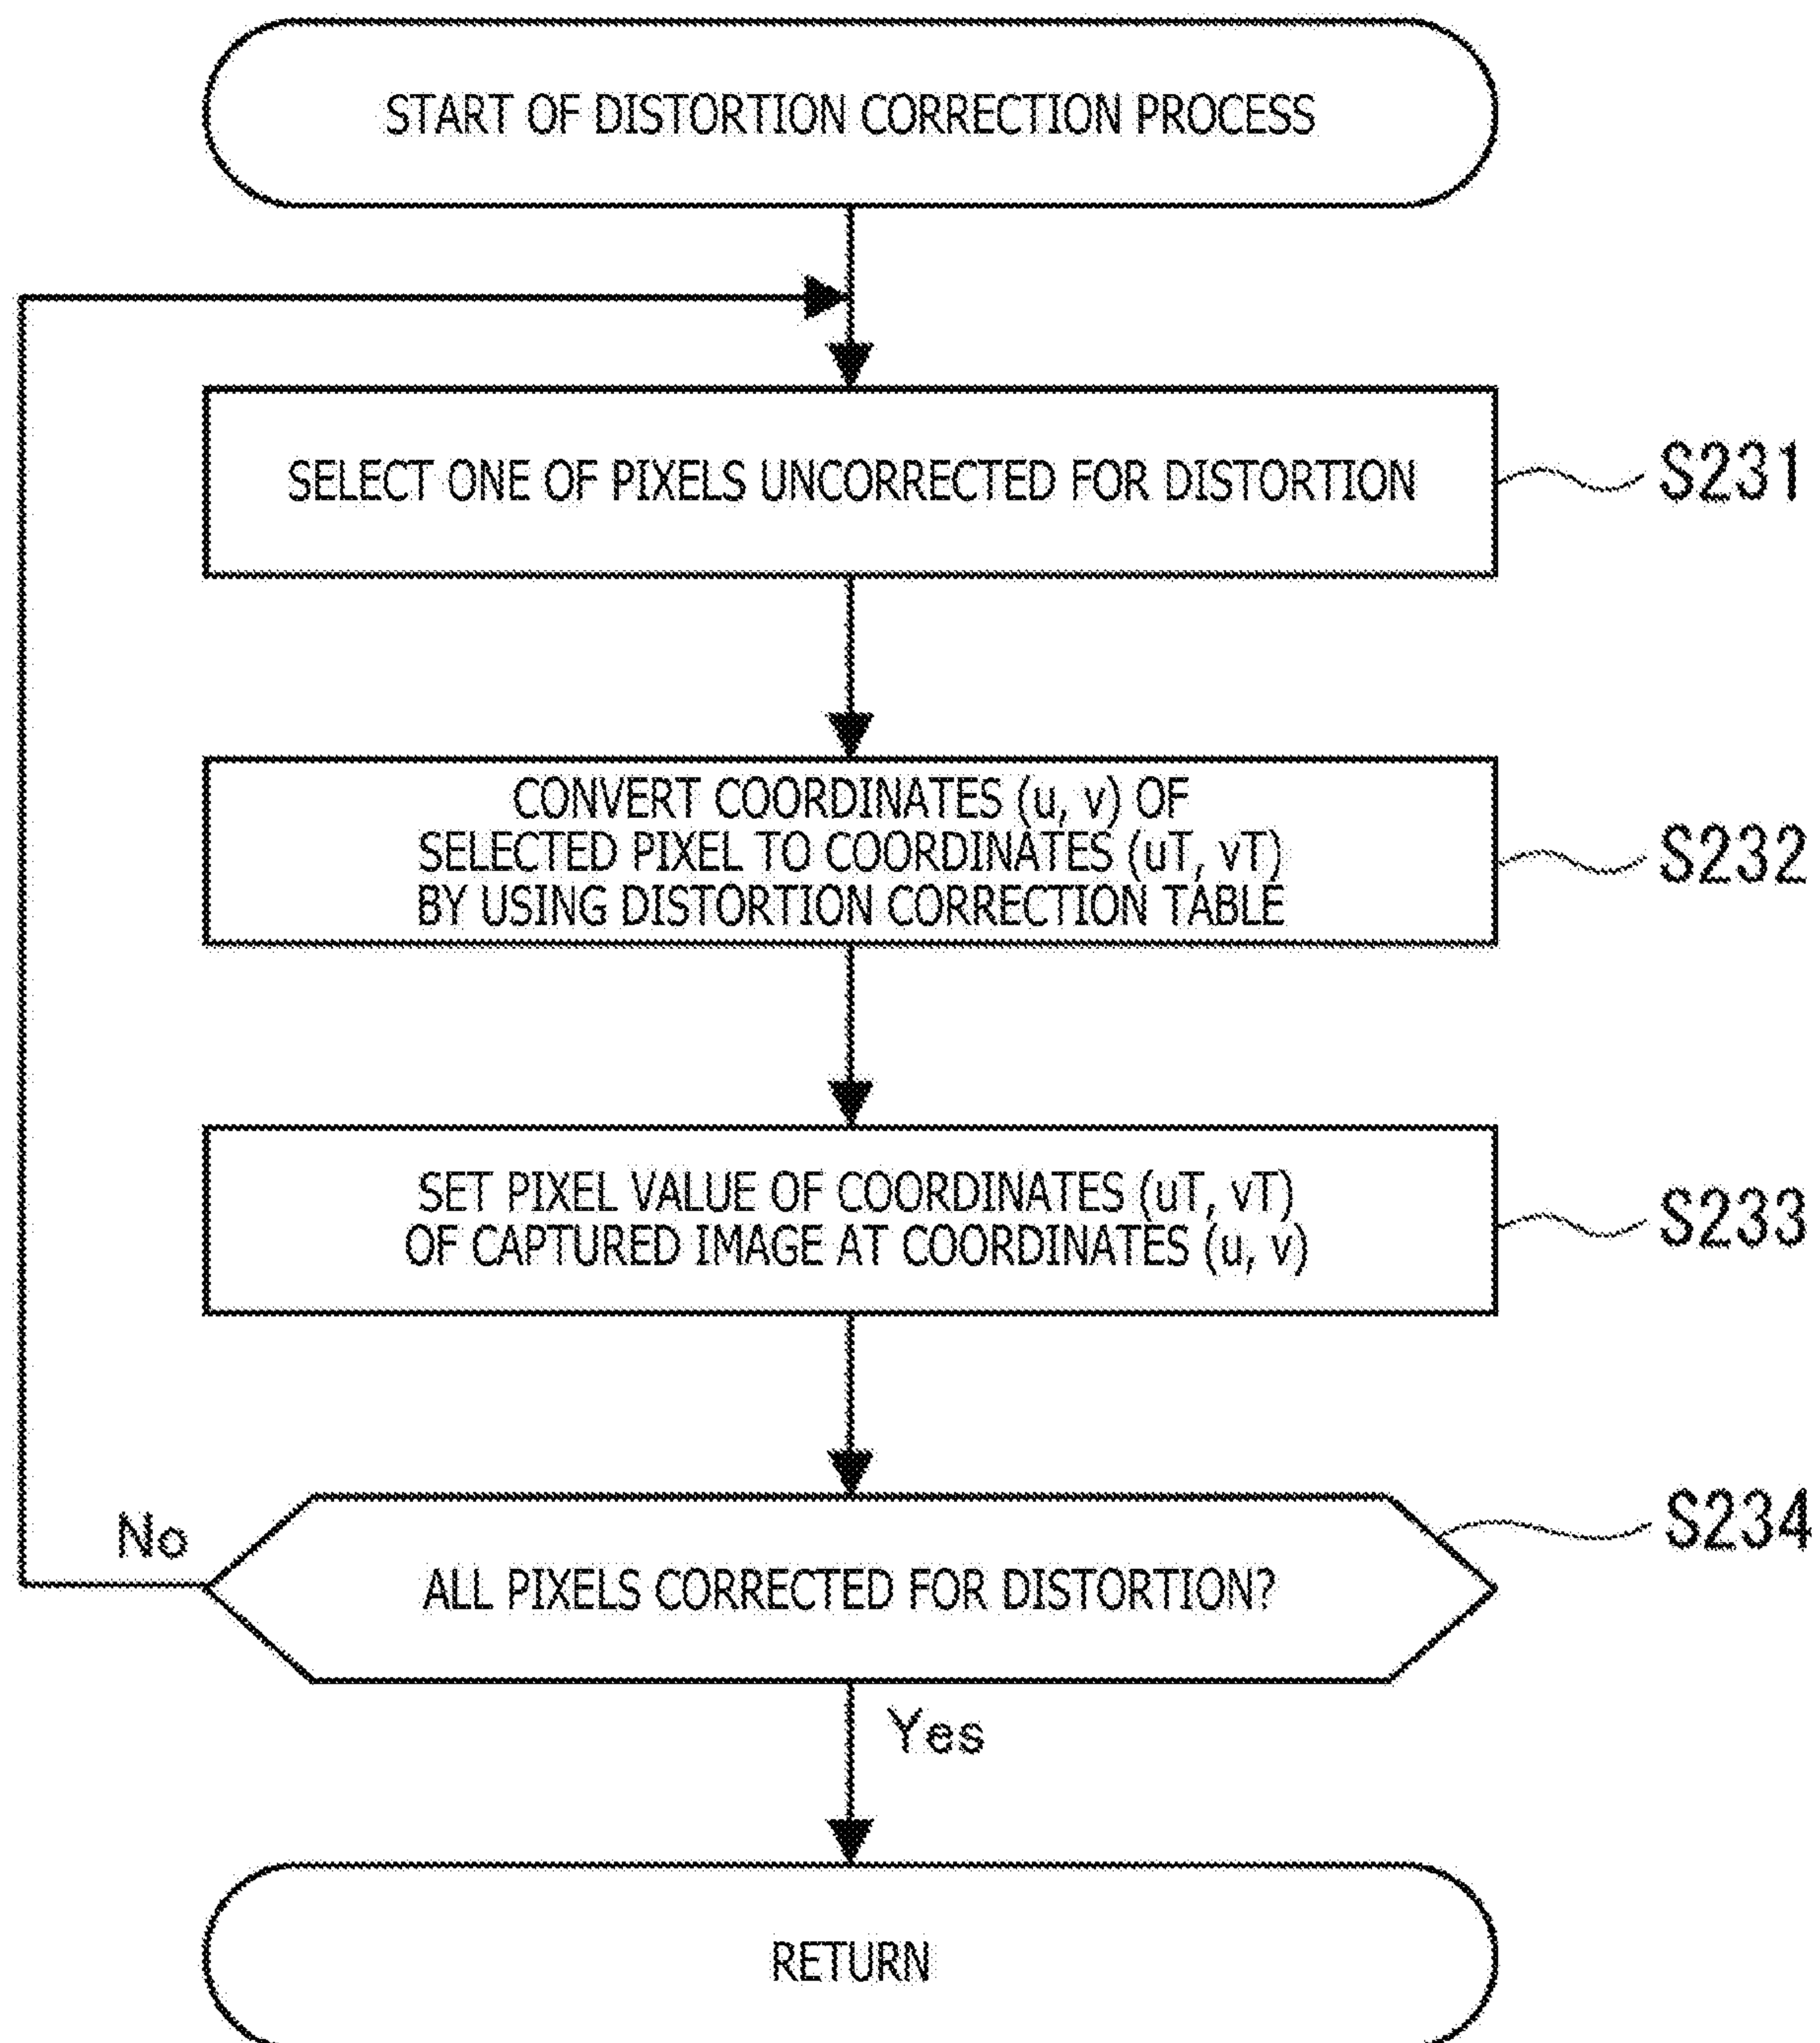 START OF DISTORTION CORRECTION PROCESS
SELECT ONE OF PIXELS UNCORRECTED FOR DISTORTION
S231
CONVERT COORDINATES (u, v) OF
SELECTED PIXEL TO COORDINATES (uT, vT)
BY USING DISTORTION CORRECTION TABLE
S232
SET PIXEL VALUE OF COORDINATES (uT, vT)
OF CAPTURED IMAGE AT COORDINATES (u, v)
S233
S234
No
ALL PIXELS CORRECTED FOR DISTORTION?
Yes
RETURN